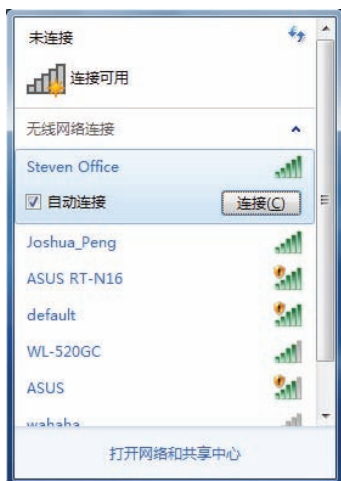 未连接
连接可用
无线网络连接
Steven Office
自动连接
连接(C)
Joshua_Peng
ASUS RT-N16
default
WL-520GC
ASUS
wahaha
打开网络和共享中心